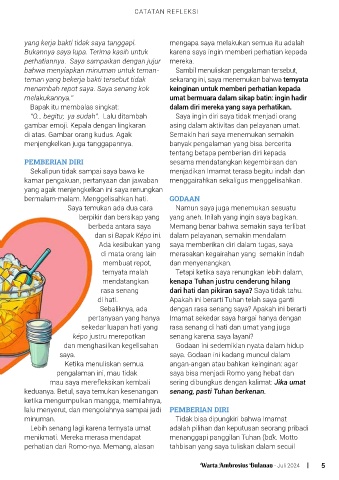 CATATAN REFLEKSI
yang kerja bakti tidak saya tanggapi.
Bukannya saya lupa. Terima kasih untuk
perhatiannya. Saya sampaikan dengan jujur
bahwa menyiapkan minuman untuk teman-
teman yang bekerja bakti tersebut tidak
menambah repot saya. Saya senang kok
melakukannya."
Bapak itu membalas singkat:
"O... begitu; ya sudah". Lalu ditambah
gambar emoji. Kepala dengan lingkaran
di atas. Gambar orang kudus. Agak
menjengkelkan juga tanggapannya.
PEMBERIAN DIRI
Sekalipun tidak sampai saya bawa ke
kamar pengakuan, pertanyaan dan jawaban
yang agak menjengkelkan ini saya renungkan
bermalam-malam. Menggelisahkan hati.
Saya temukan ada dua cara
berpikir dan bersikap yang
berbeda antara saya
dan si Bapak Képo ini.
Ada kesibukan yang
di mata orang lain
membuat repot;
ternyata malah
mendatangkan
rasa senang
di hati.
Sebaliknya, ada
pertanyaan yang hanya
sekedar luapan hati yang
képo justru merepotkan
dan menghasilkan kegelisahan
saya.
Ketika menuliskan semua
pengalaman ini, mau tidak
mau saya merefleksikan kembali
keduanya. Betul, saya temukan kesenangan
ketika mengumpulkan mangga, memilahnya,
lalu menyerut, dan mengolahnya sampai jadi
minuman.
Lebih senang lagi karena ternyata umat
menikmati. Mereka merasa mendapat
perhatian dari Romo-nya. Memang, alasan
mengapa saya melakukan semua itu adalah
karena saya ingin memberi perhatian kepada
mereka.
Sambil menuliskan pengalaman tersebut,
sekarang ini, saya menemukan bahwa ternyata
keinginan untuk memberi perhatian kepada
umat bermuara dalam sikap batin: ingin hadir
dalam diri mereka yang saya perhatikan.
Saya ingin diri saya tidak menjadi orang
asing dalam aktivitas dan pelayanan umat.
Semakin hari saya menemukan semakin
banyak pengalaman yang bisa bercerita
tentang betapa pemberian diri kepada
sesama mendatangkan kegembiraan dan
menjadikan Imamat terasa begitu indah dan
menggairahkan sekaligus menggelisahkan.
GODAAN
Namun saya juga menemukan sesuatu
yang aneh. Inilah yang ingin saya bagikan.
Memang benar bahwa semakin saya terlibat
dalam pelayanan, semakin mendalam
saya memberikan diri dalam tugas, saya
merasakan kegairahan yang semakin indah
dan menyenangkan.
Tetapi ketika saya renungkan lebih dalam,
kenapa Tuhan justru cenderung hilang
dari hati dan pikiran saya? Saya tidak tahu.
Apakah ini berarti Tuhan telah saya ganti
dengan rasa senang saya? Apakah ini berarti
Imamat sekedar saya hargai hanya dengan
rasa senang di hati dan umat yang juga
senang karena saya layani?
Godaan ini sedemikian nyata dalam hidup
saya. Godaan ini kadang muncul dalam
angan-angan atau bahkan keinginan: agar
saya bisa menjadi Romo yang hebat dan
sering dibungkus dengan kalimat: Jika umat
senang, pasti Tuhan berkenan.
PEMBERIAN DIRI
Tidak bisa dipungkiri bahwa Imamat
adalah pilihan dan keputusan seorang pribadi
menanggapi panggilan Tuhan (bdk. Motto
tahbisan yang saya tuliskan dalam secuil
Warta Ambrosius Vutanao - Juli 2024 | 5